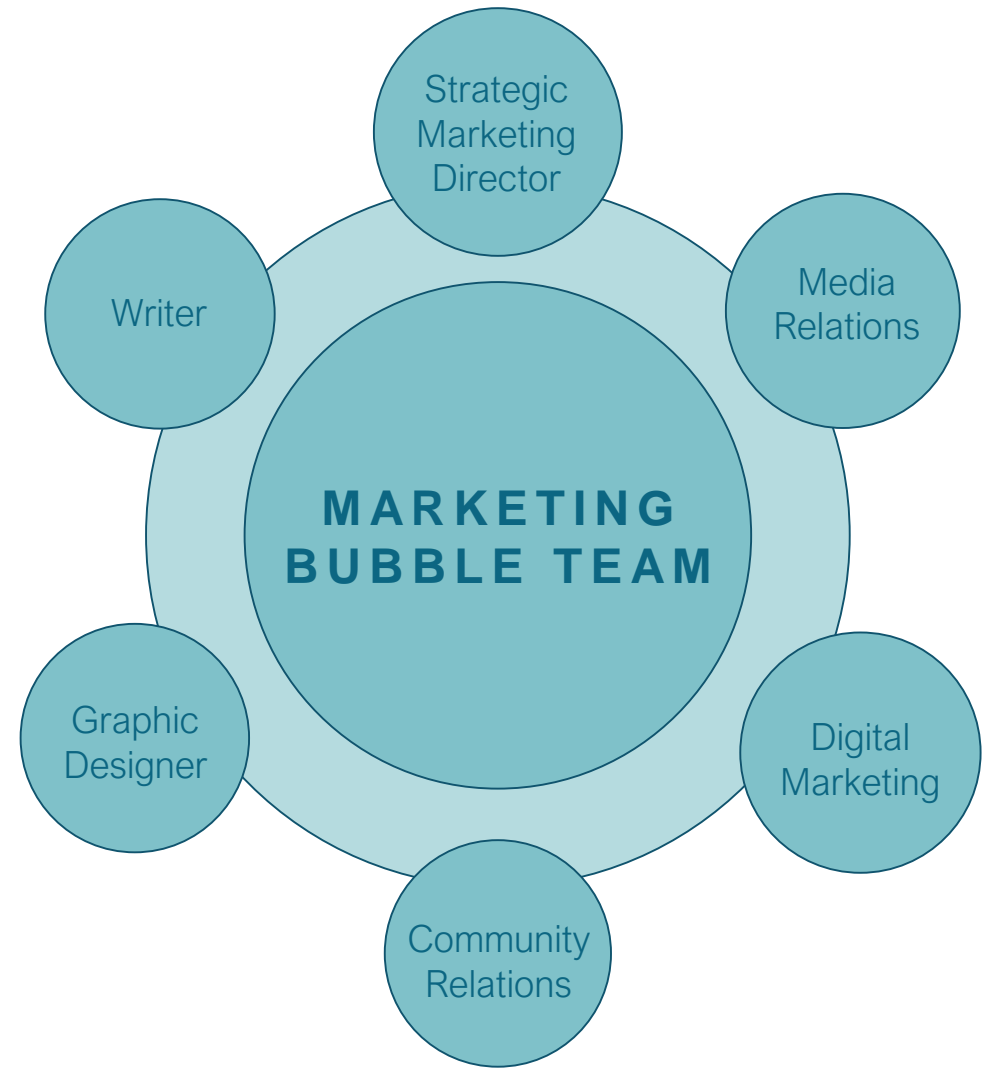 Strategic
Marketing
Director
Media
Relations
Writer
MARKETING
BUBBLE TEAM
Graphic
Designer
Digital
Marketing
Community
Relations